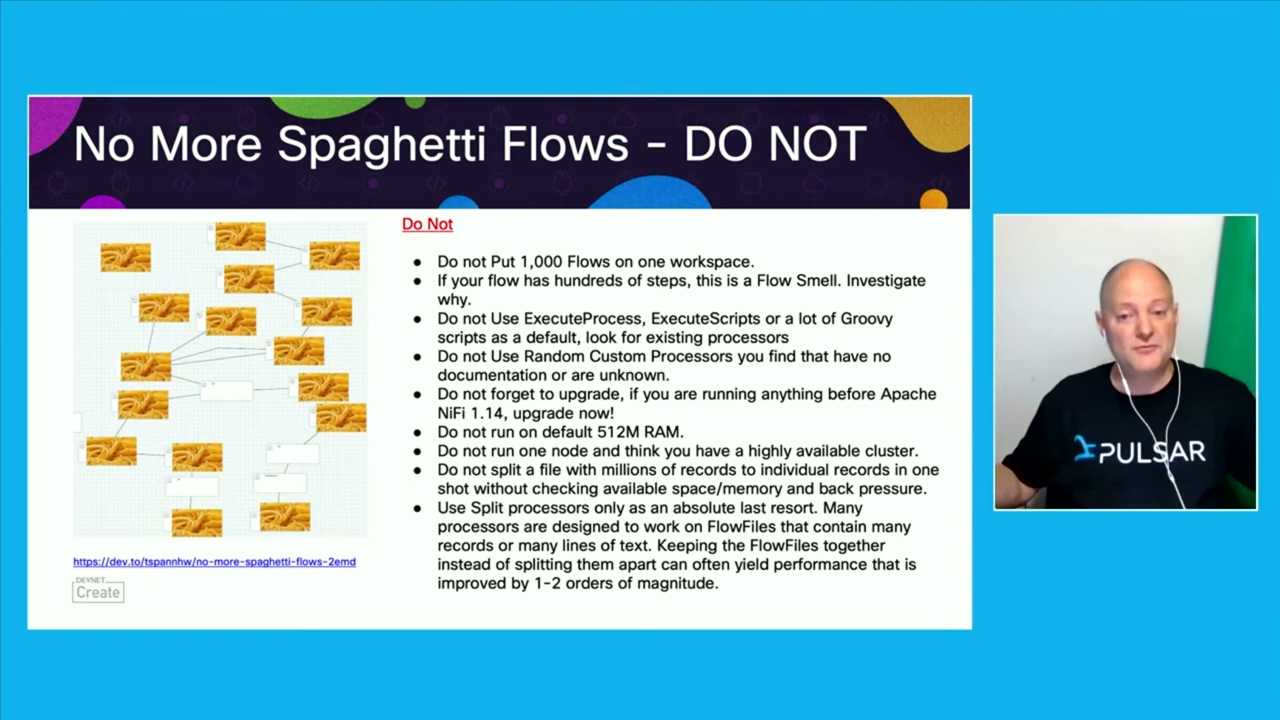 No More Spaghetti Flows - DO NOT
Do Not
● Do not Put 1,000 Flows on one workspace.
● If your flow has hundreds of steps, this is a Flow Smell. Investigate
why.
● Do not Use ExecuteProcess, ExecuteScripts or a lot of Groovy
scripts as a default, look for existing processors
● Do not Use Random Custom Processors you find that have no
documentation or are unknown.
● Do not forget to upgrade, if you are running anything before Apache
NiFi 1.14, upgrade now!
● Do not run on default 512M RAM.
● Do not run one node and think you have a highly available cluster.
● Do not split a file with millions of records to individual records in one
shot without checking available space/memory and back pressure.
● Use Split processors only as an absolute last resort. Many
processors are designed to work on FlowFiles that contain many
records or many lines of text. Keeping the FlowFiles together
instead of splitting them apart can often yield performance that is
improved by 1-2 orders of magnitude.
https://dev.to/tspannhw/no-more-spaghetti-flows-2emd
DEVNET
Create
PULSAR